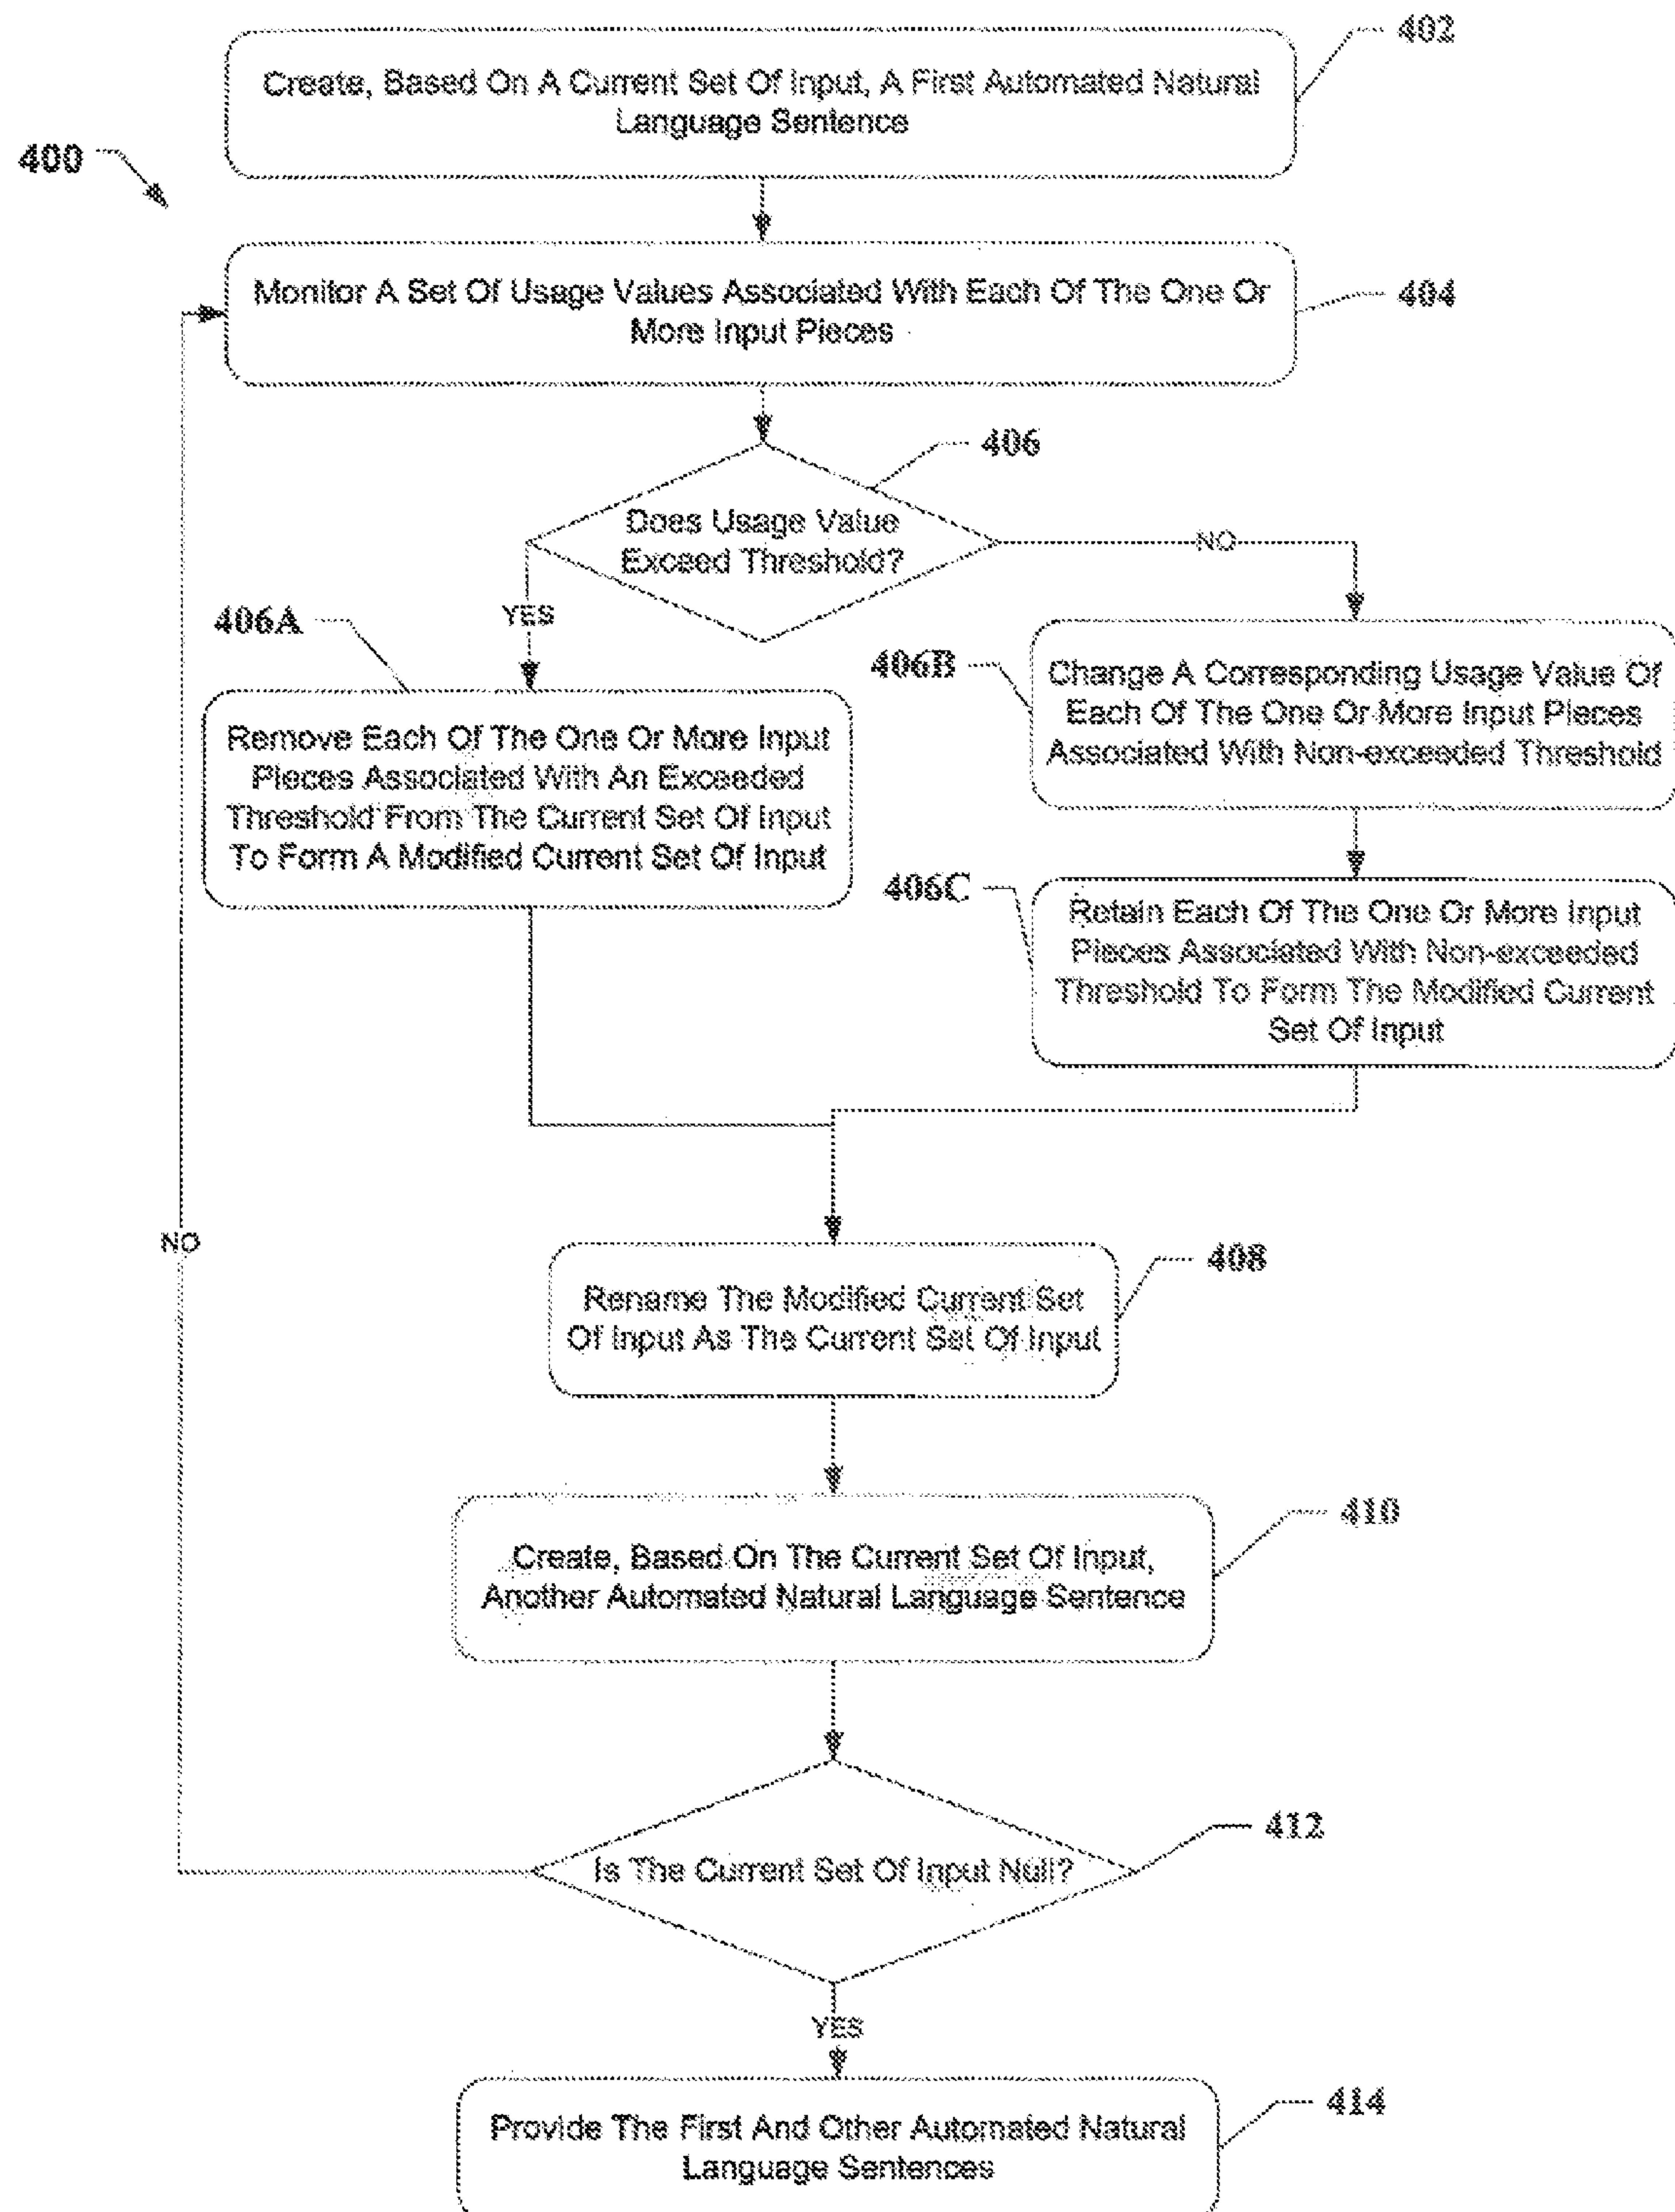 402
Create, Based On A Current Set Of Input, A First Automated Natural
Language Sentence
400
Monitor A Set Of Usage Values Associated With Each Of The One Or
More Input Pieces
404
406
Does Usage Value
Exceed Threshold?
NO
YES
406A
406B
Change A Corresponding Usage Value Of
Each Of The One Or More Input Pieces
Associated With Non-exceeded Threshold
Remove Each Of The One Or More Input
Pieces Associated With An Exceeded
Threshold From The Current Set Of Input
To Form A Modified Current Set Of Input
406C
Retain Each Of The One Or More Input
Pieces Associated With Non-exceeded
Threshold To Form The Modified Current
Set Of Input
NO
408
Rename The Modified Current Set
Of Input As The Current Set Of Input
410
Create, Based On The Current Set Of Input,
Another Automated Natural Language Sentence
412
Is The Current Set Of Input Null?
YES
414
Provide The First And Other Automated Natural
Language Sentences